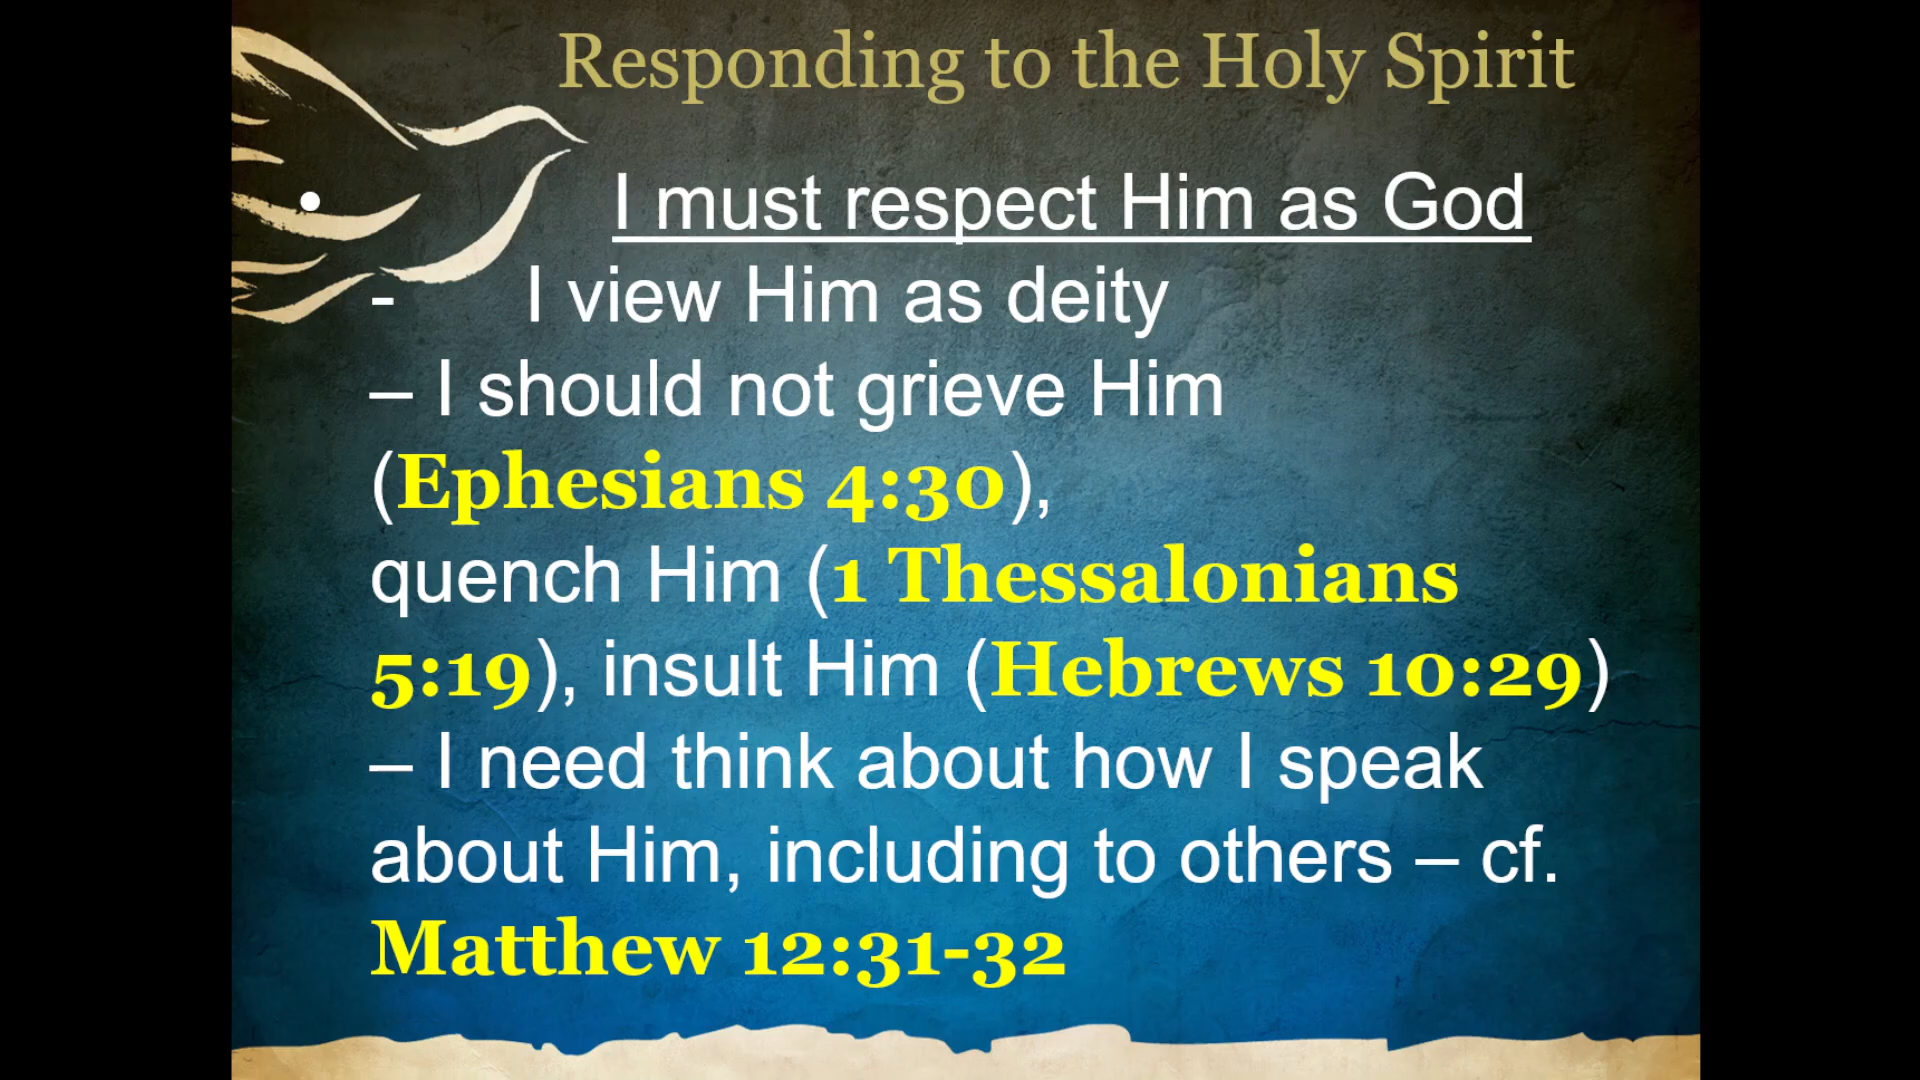 Responding to the Holy Spirit
• I must respect Him as God
- I view Him as deity
– I should not grieve Him
(Ephesians 4:30),
quench Him (1 Thessalonians
5:19), insult Him (Hebrews 10:29)
– I need think about how I speak
about Him, including to others – cf.
Matthew 12:31-32